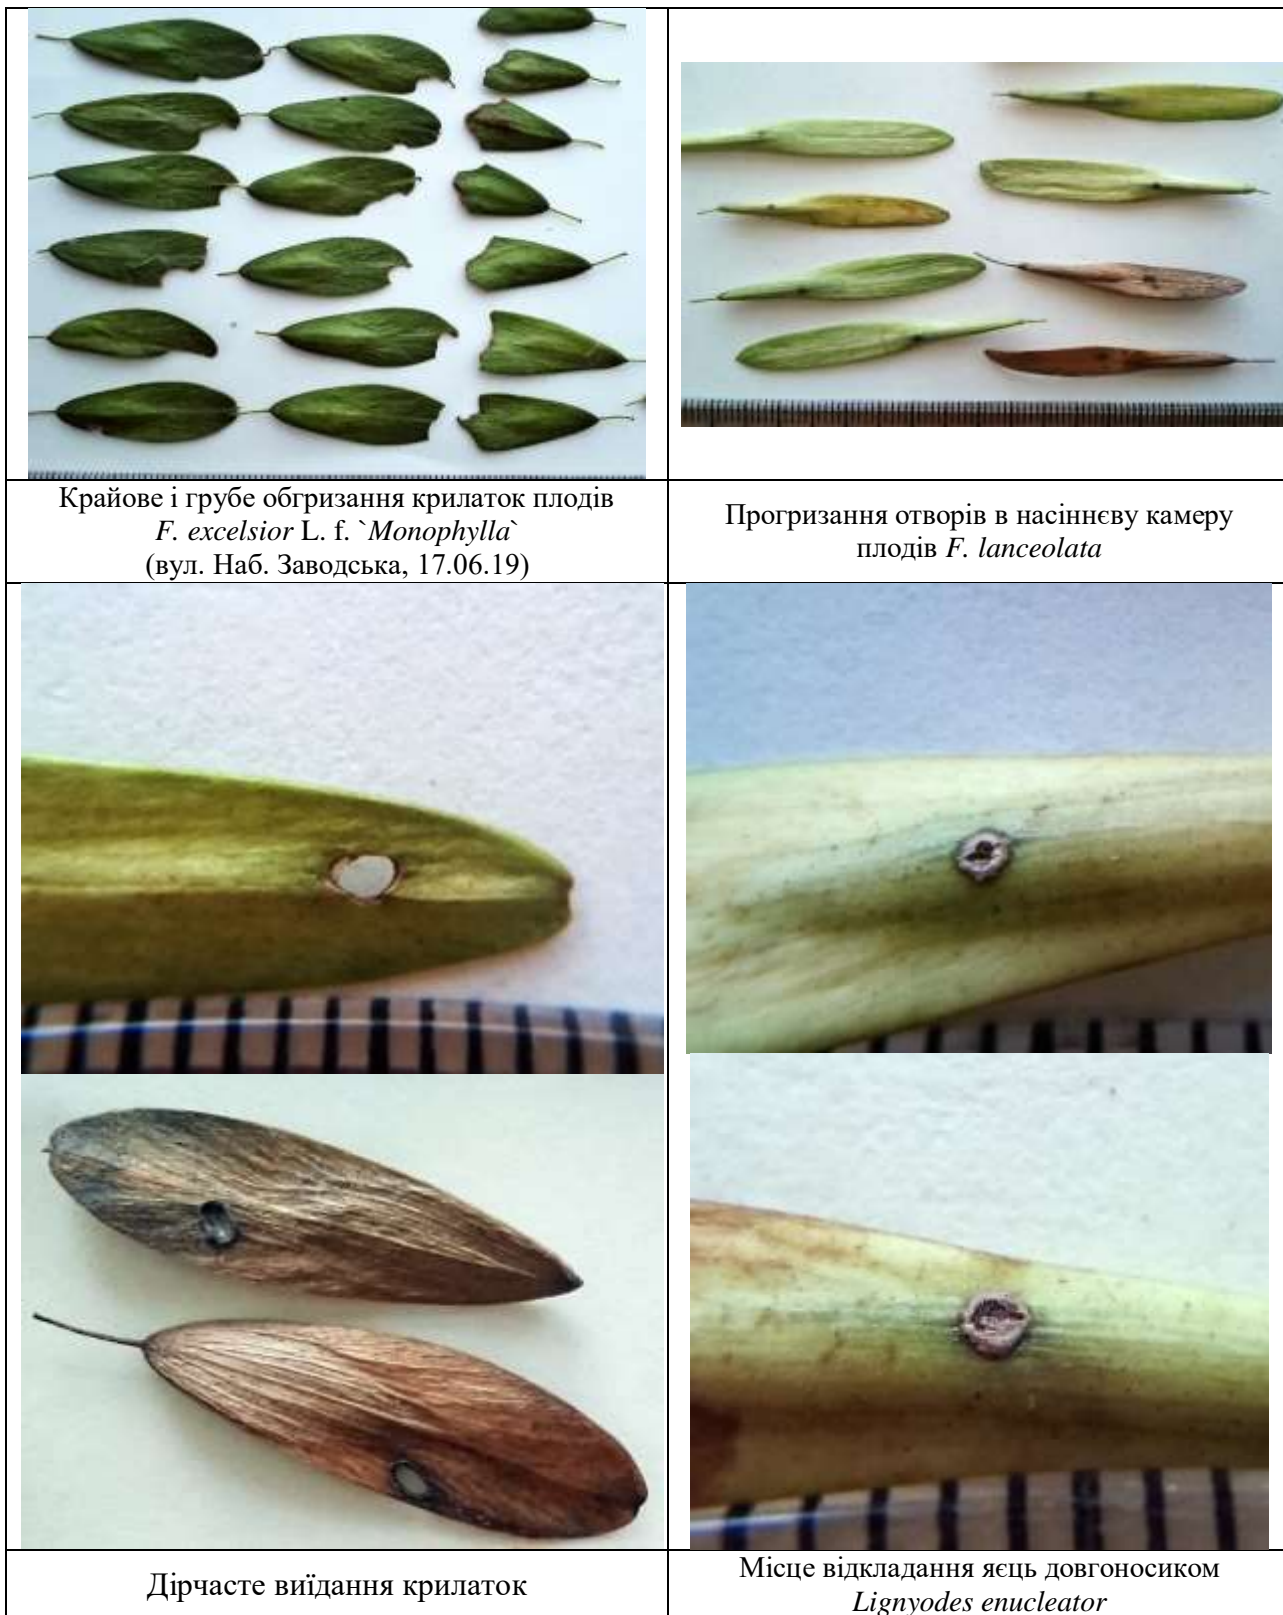 Крайове і грубе обгризання крилаток плодів
F. excelsior L. f. `Monophylla`
(вул. Наб. Заводська, 17.06.19)
Прогризання отворів в насіннєву камеру
плодів F. lanceolata
Дірчасте виїдання крилаток
Місце відкладання яєць довгоносиком
Lignyodes enucleator